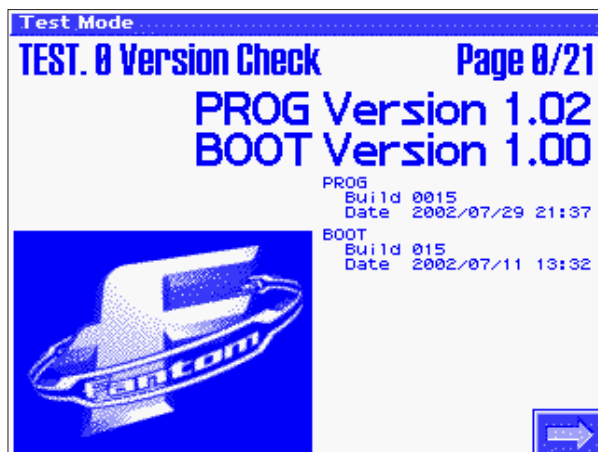 Test Mode
TEST. 0 Version Check Page 0/21
PROG Version 1.02
BOOT Version 1.00
PROG
Build 0015
Date 2002/07/29 21:37
BOOT
Build 015
Date 2002/07/11 13:32
Fantom